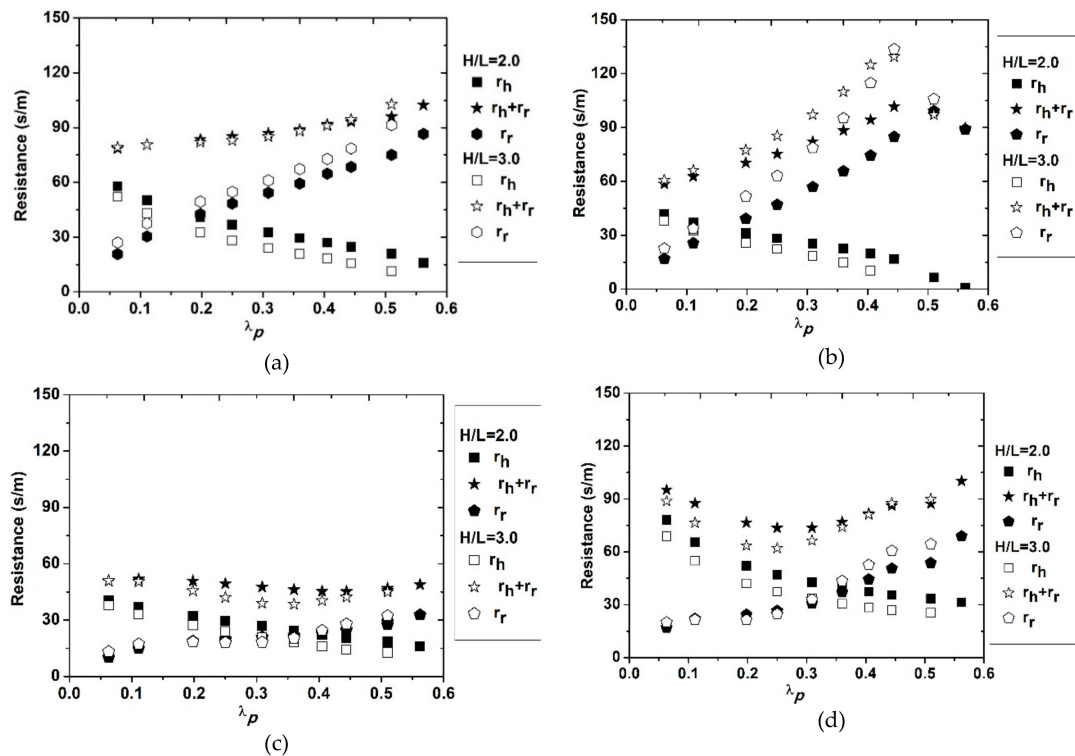 150
120
90
60
30
0
Resistance (s/m)
0.0 0.1 0.2 0.3 0.4 0.5 0.6
λp
H/L=2.0
rh
rh+rr
rr
H/L=3.0
rh
rh+rr
rr
(a)
150
120
90
60
30
0
Resistance (s/m)
0.0 0.1 0.2 0.3 0.4 0.5 0.6
λp
H/L=2.0
rh
rh+rr
rr
H/L=3.0
rh
rh+rr
rr
(b)
150
120
90
60
30
0
Resistance (s/m)
0.0 0.1 0.2 0.3 0.4 0.5 0.6
λp
H/L=2.0
rh
rh+rr
rr
H/L=3.0
rh
rh+rr
rr
(c)
150
120
90
60
30
0
Resistance (s/m)
0.0 0.1 0.2 0.3 0.4 0.5 0.6
λp
H/L=2.0
rh
rh+rr
rr
H/L=3.0
rh
rh+rr
rr
(d)